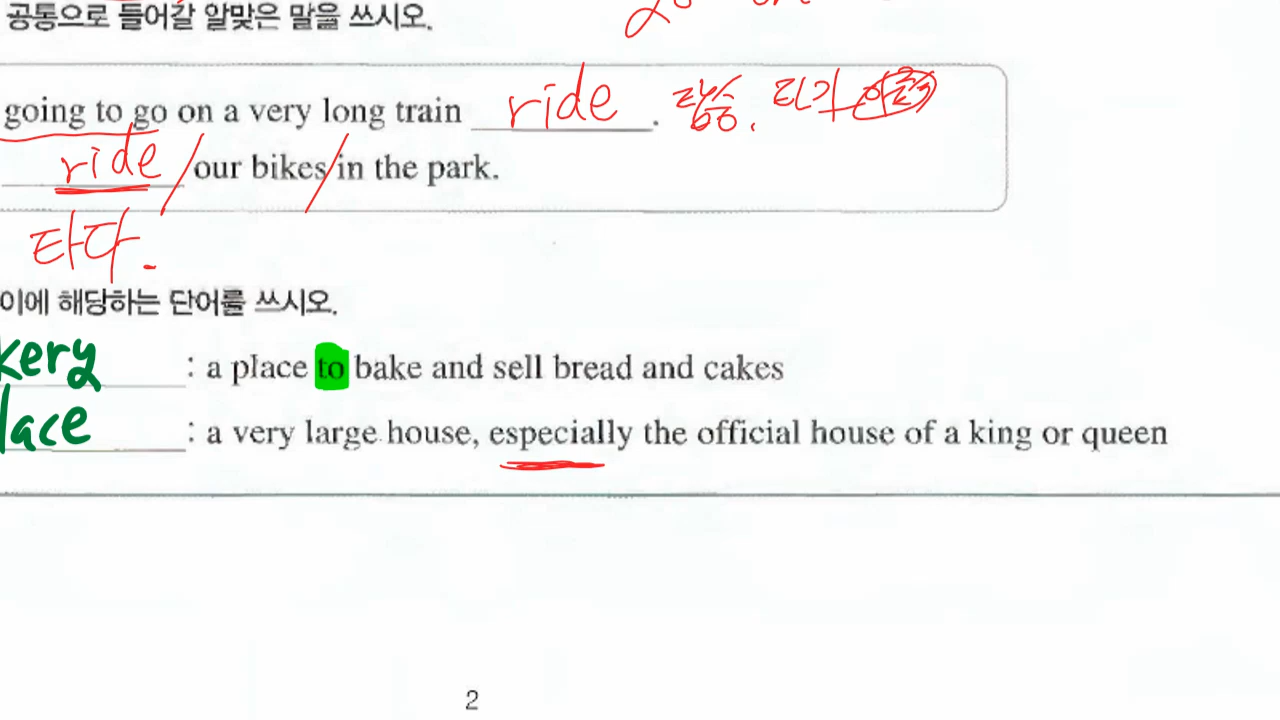 공통으로 들어갈 알맞은 말을 쓰시오.
going to go on a very long train ride. 탑승. 타기
ride / our bikes / in the park.
타다.
이에 해당하는 단어를 쓰시오.
kery : a place to bake and sell bread and cakes
lace : a very large house, especially the official house of a king or queen
2